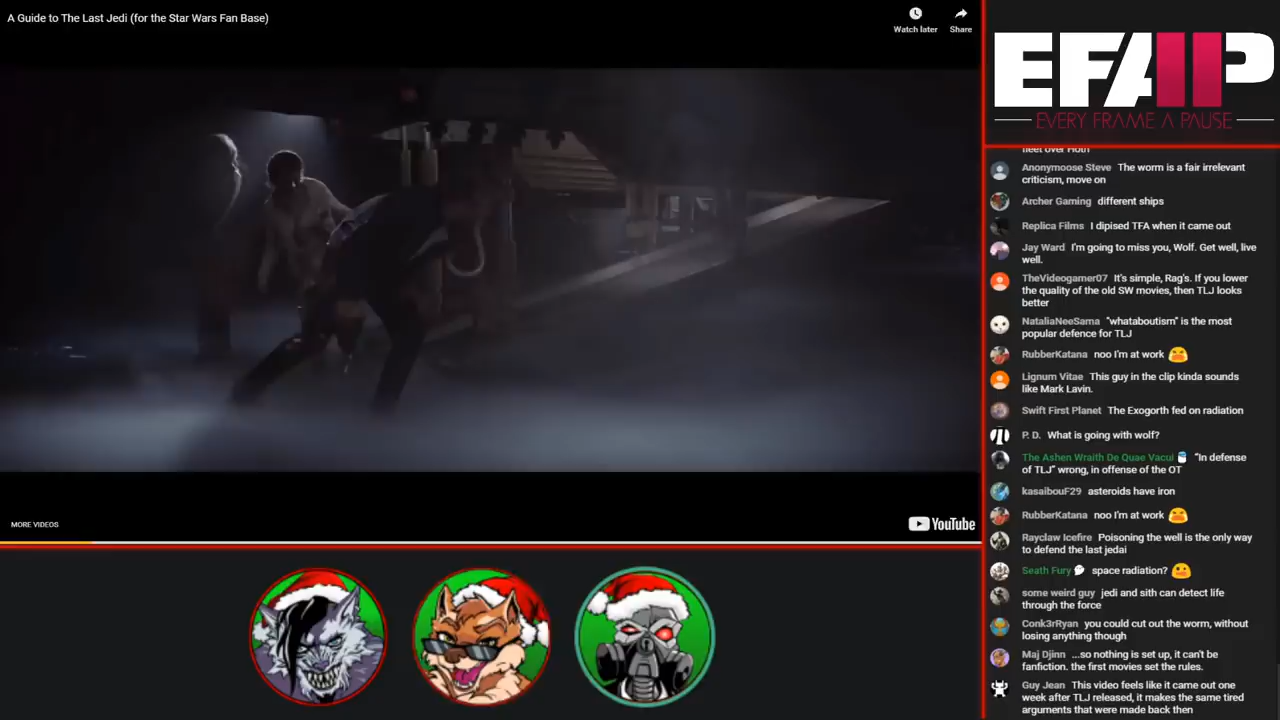 A Guide to The Last Jedi (for the Star Wars Fan Base)
Watch later
Share
MORE VIDEOS
YouTube
EFAP
EVERY FRAME A PAUSE
fleet over Hoth
Anonymoose Steve The worm is a fair irrelevant
criticism, move on
Archer Gaming different ships
Replica Films I dipised TFA when it came out
Jay Ward I'm going to miss you, Wolf. Get well, live
well.
TheVideogamer07 It's simple, Rag's. If you lower
the quality of the old SW movies, then TLJ looks
better
NataliaNeeSama "whataboutism" is the most
popular defence for TLJ
RubberKatana noo I'm at work
Lignum Vitae This guy in the clip kinda sounds
like Mark Lavin.
Swift First Planet The Exogorth fed on radiation
P. D. What is going with wolf?
The Ashen Wraith De Quae Vacui “In defense
of TLJ” wrong, in offense of the OT
kasaibouF29 asteroids have iron
RubberKatana noo I'm at work
Rayclaw Icefire Poisoning the well is the only way
to defend the last jedai
Seath Fury space radiation?
some weird guy jedi and sith can detect life
through the force
Conk3rRyan you could cut out the worm, without
losing anything though
Maj Djinn ...so nothing is set up, it can't be
fanfiction. the first movies set the rules.
Guy Jean This video feels like it came out one
week after TLJ released, it makes the same tired
arguments that were made back then